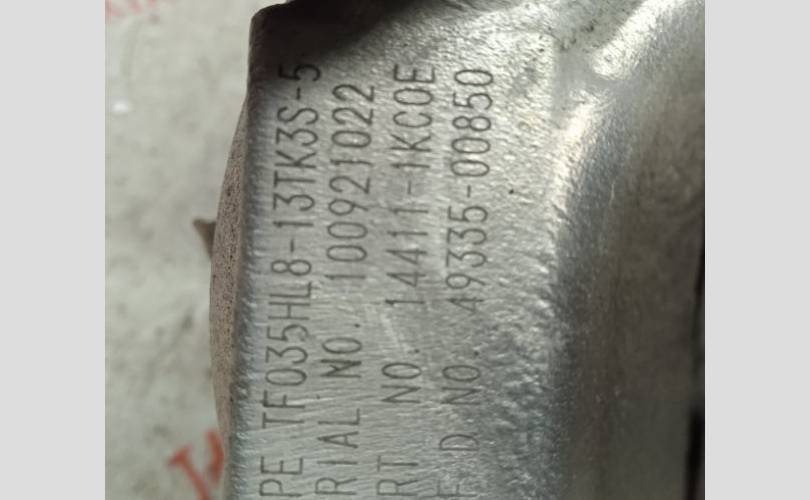 PE TF035HL8-13TK3S-5
RIAL NO. 100921022
RT NO. 14411-1KC0E
F D NO. 49335-00850